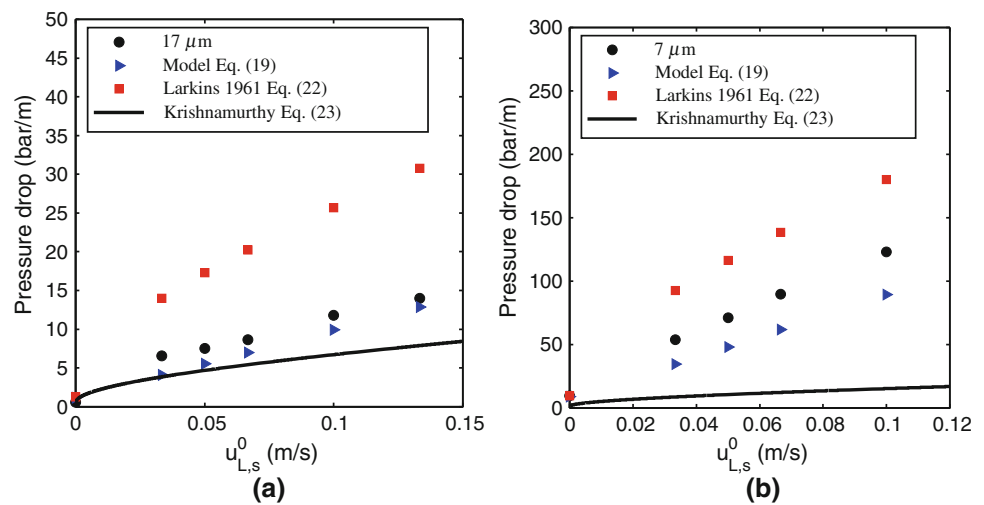 50
45
40
35
30
25
20
15
10
5
0
Pressure drop (bar/m)
17 μm
Model Eq. (19)
Larkins 1961 Eq. (22)
Krishnamurthy Eq. (23)
0 0.05 0.1 0.15
u⁰L,s (m/s)
(a)
300
250
200
150
100
50
0
Pressure drop (bar/m)
7 μm
Model Eq. (19)
Larkins 1961 Eq. (22)
Krishnamurthy Eq. (23)
0 0.02 0.04 0.06 0.08 0.1 0.12
u⁰L,s (m/s)
(b)